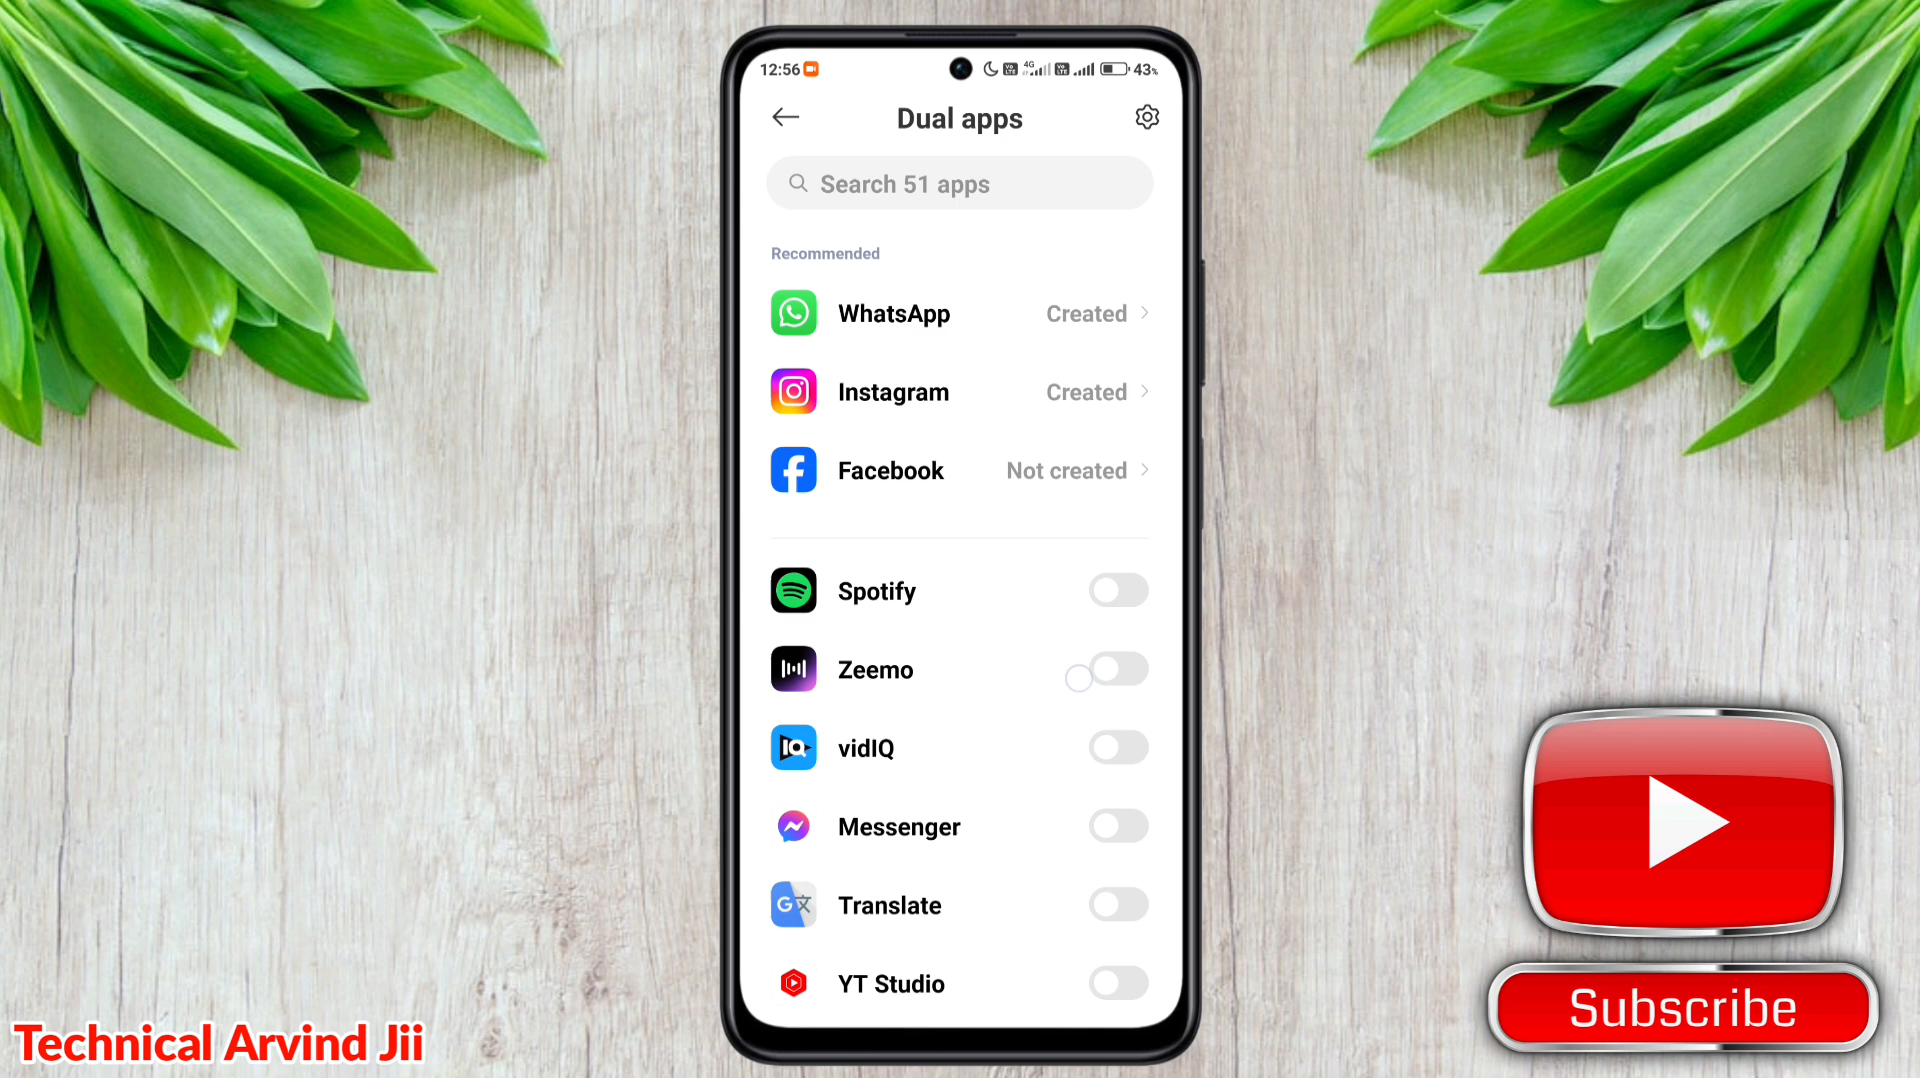 12:56 4G 43%
Dual apps
Search 51 apps
Recommended
WhatsApp Created
Instagram Created
Facebook Not created
Spotify
Zeemo
vidIQ
Messenger
Translate
YT Studio
Subscribe
Technical Arvind Jii